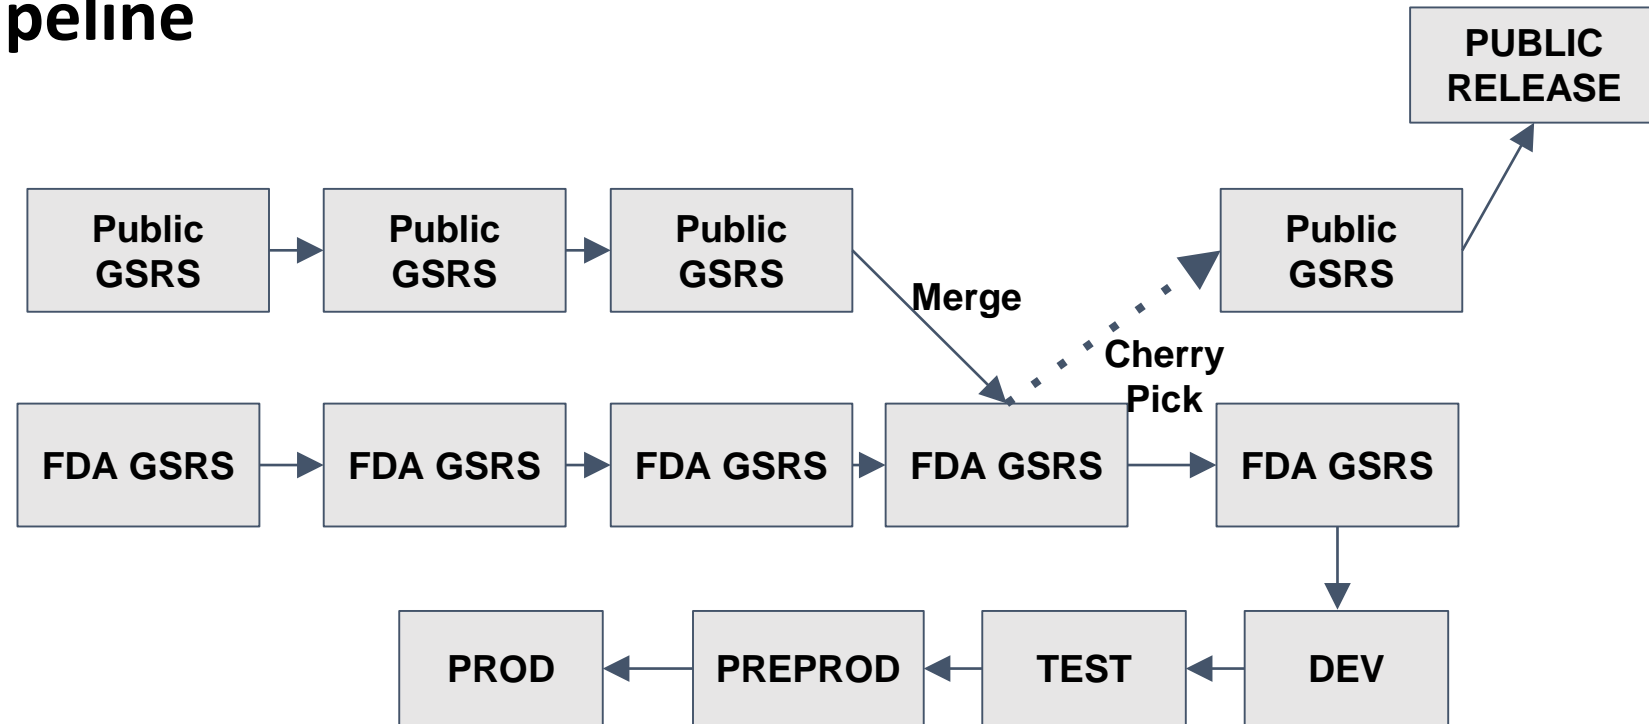 peline
PUBLIC
RELEASE
Public
GSRS
Public
GSRS
Public
GSRS
Public
GSRS
Merge
Cherry
Pick
FDA GSRS
FDA GSRS
FDA GSRS
FDA GSRS
FDA GSRS
PROD
PREPROD
TEST
DEV